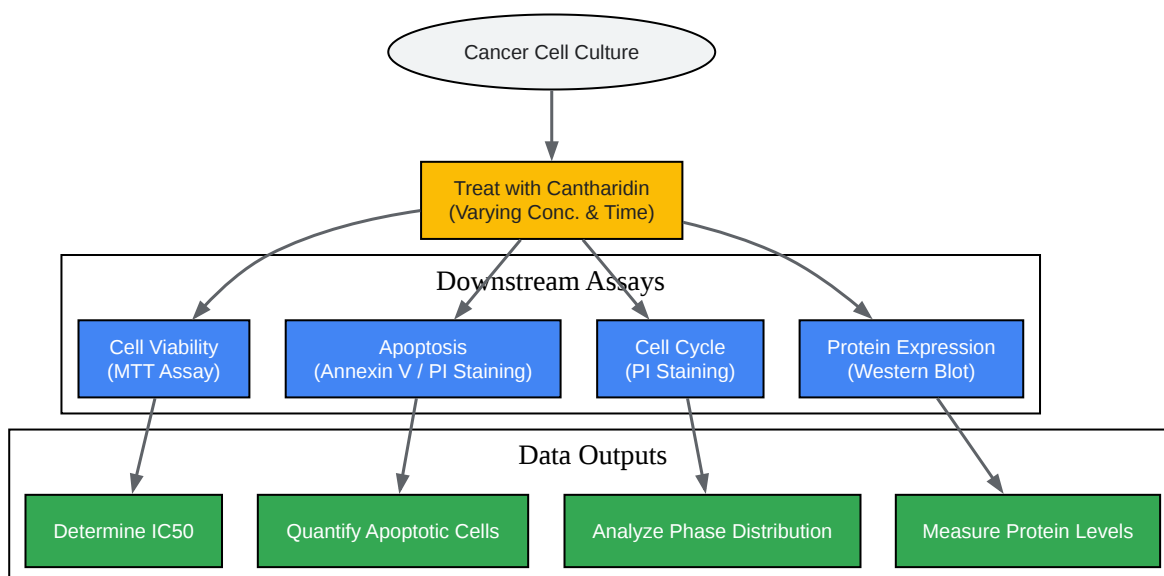 Cancer Cell Culture
Treat with Cantharidin
(Varying Conc. & Time)
Downstream Assays
Cell Viability
(MTT Assay)
Apoptosis
(Annexin V / PI Staining)
Cell Cycle
(PI Staining)
Protein Expression
(Western Blot)
Data Outputs
Determine IC50
Quantify Apoptotic Cells
Analyze Phase Distribution
Measure Protein Levels